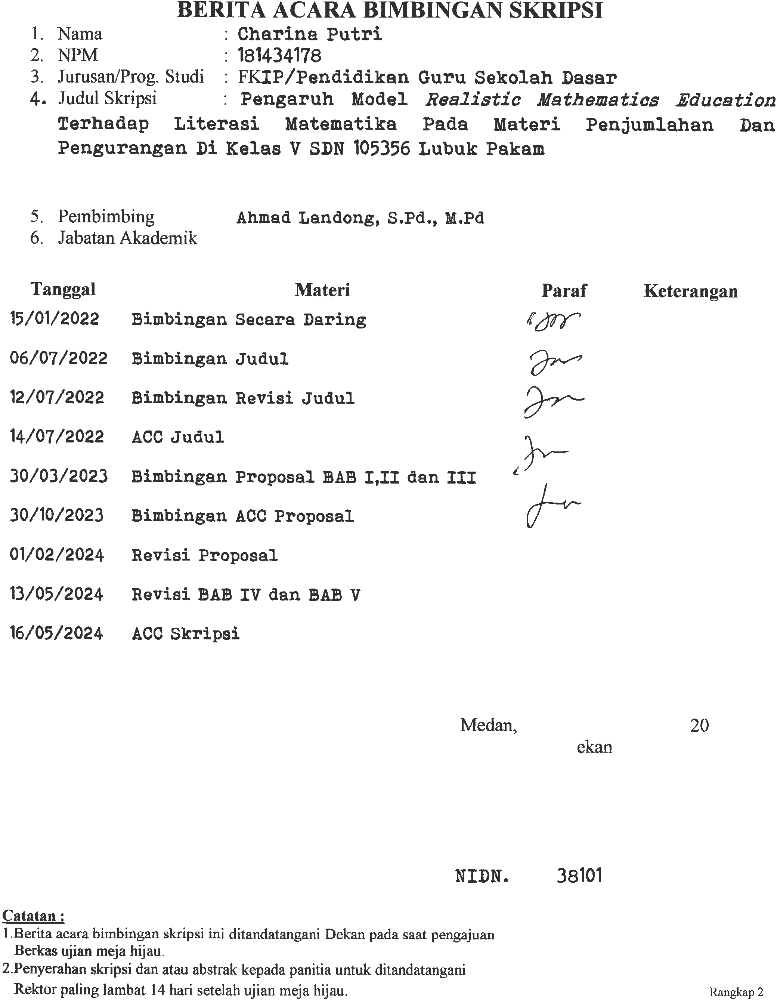 BERITA ACARA BIMBINGAN SKRIPSI
1. Nama : Charina Putri
2. NPM : 181434178
3. Jurusan/Prog. Studi : FKIP/Pendidikan Guru Sekolah Dasar
4. Judul Skripsi : Pengaruh Model Realistic Mathematics Education
Terhadap Literasi Matematika Pada Materi Penjumlahan Dan
Pengurangan Di Kelas V SDN 105356 Lubuk Pakam
5. Pembimbing Ahmad Landong, S.Pd., M.Pd
6. Jabatan Akademik
Tanggal Materi Paraf Keterangan
15/01/2022 Bimbingan Secara Daring
06/07/2022 Bimbingan Judul
12/07/2022 Bimbingan Revisi Judul
14/07/2022 ACC Judul
30/03/2023 Bimbingan Proposal BAB I,II dan III
30/10/2023 Bimbingan ACC Proposal
01/02/2024 Revisi Proposal
13/05/2024 Revisi BAB IV dan BAB V
16/05/2024 ACC Skripsi
Medan, 20
ekan
NIDN. 38101
Catatan :
1.Berita acara bimbingan skripsi ini ditandatangani Dekan pada saat pengajuan
Berkas ujian meja hijau.
2.Penyerahan skripsi dan atau abstrak kepada panitia untuk ditandatangani
Rektor paling lambat 14 hari setelah ujian meja hijau.
Rangkap 2